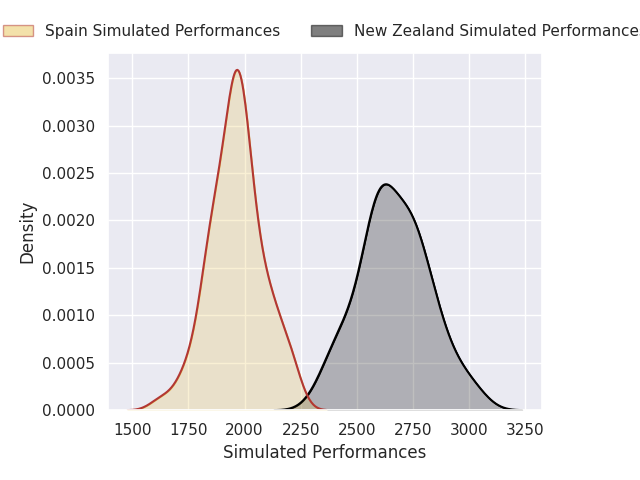 Spain Simulated Performances
New Zealand Simulated Performance
0.0035
0.0030
0.0025
0.0020
0.0015
0.0010
0.0005
0.0000
Density
1500 1750 2000 2250 2500 2750 3000 3250
Simulated Performances